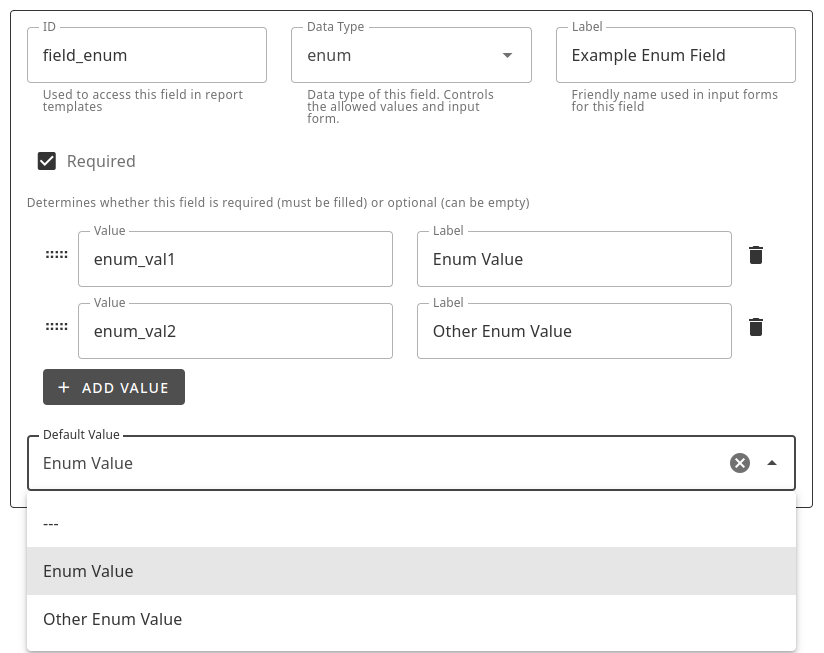 ID
field_enum
Used to access this field in report
templates
Data Type
enum
Data type of this field. Controls
the allowed values and input
form.
Label
Example Enum Field
Friendly name used in input forms
for this field
Required
Determines whether this field is required (must be filled) or optional (can be empty)
Value
enum_val1
Label
Enum Value
Value
enum_val2
Label
Other Enum Value
+ ADD VALUE
Default Value
Enum Value
---
Enum Value
Other Enum Value